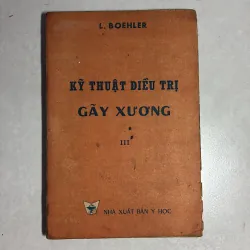 L. BOEHLER
KỸ THUẬT ĐIỀU TRỊ
GÃY XƯƠNG
III
NHÀ XUẤT BẢN Y HỌC